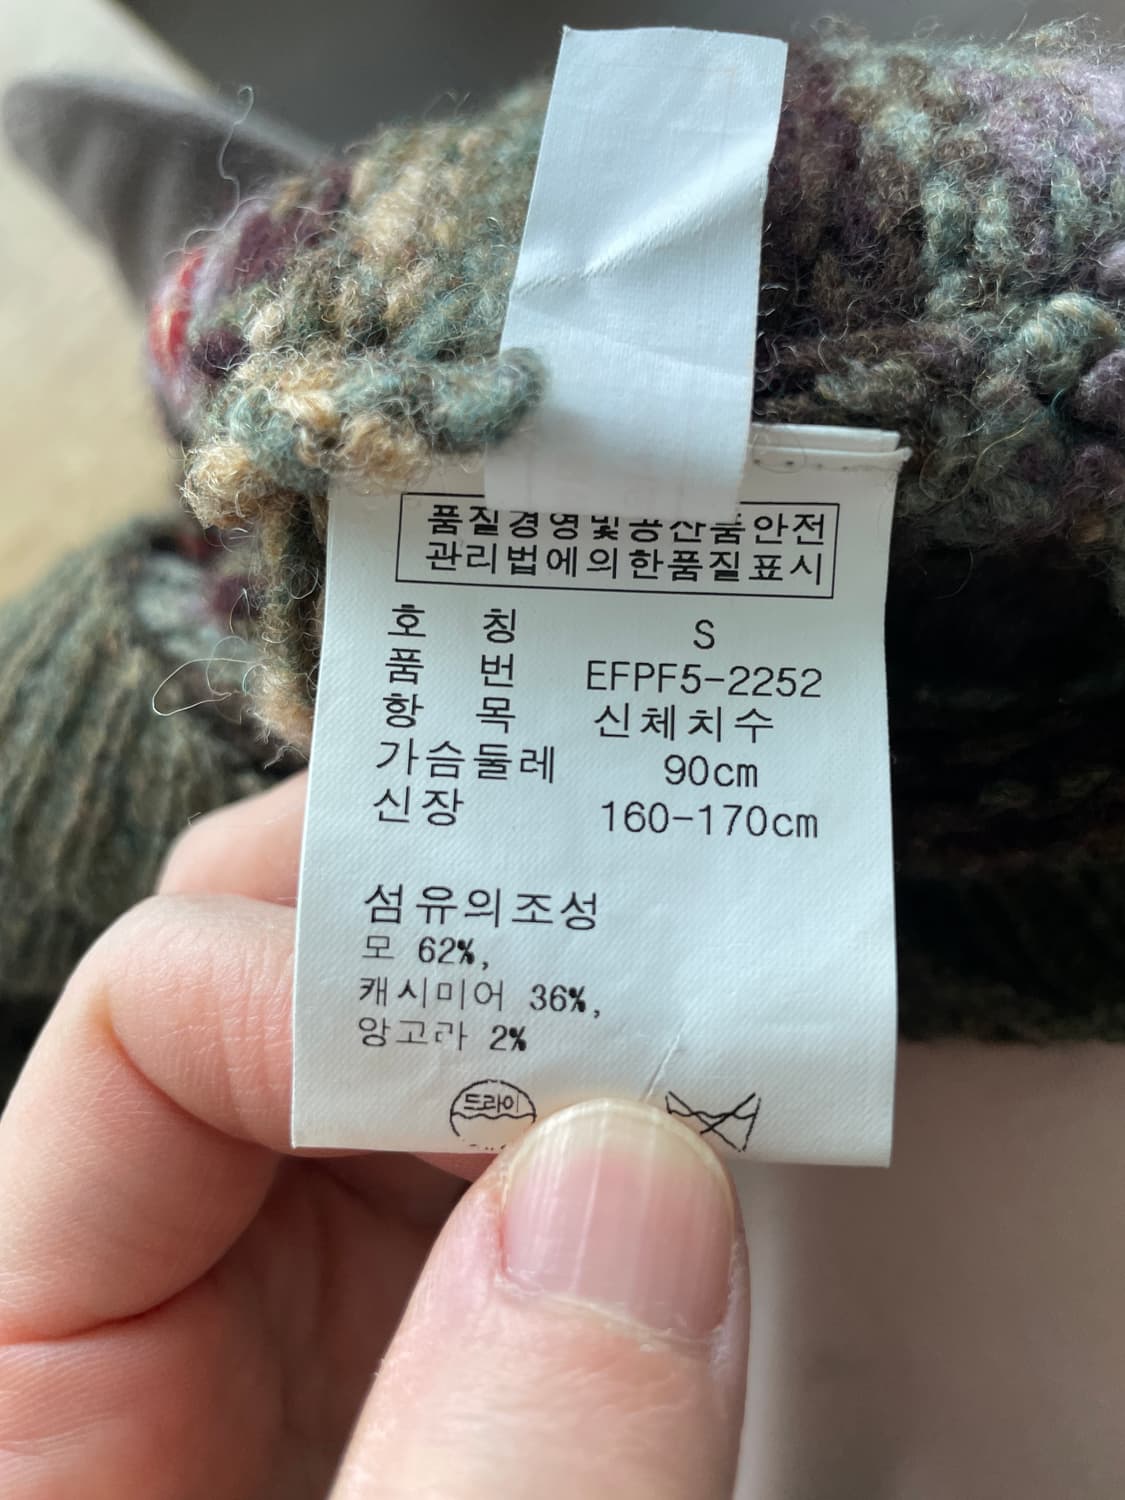 품질경영및공산품안전
관리법에의한품질표시
호 칭 S
품 번 EFPF5-2252
항 목 신체치수
가슴둘레 90cm
신장 160-170cm
섬유의조성
모 62%,
캐시미어 36%,
앙고라 2%
드라이